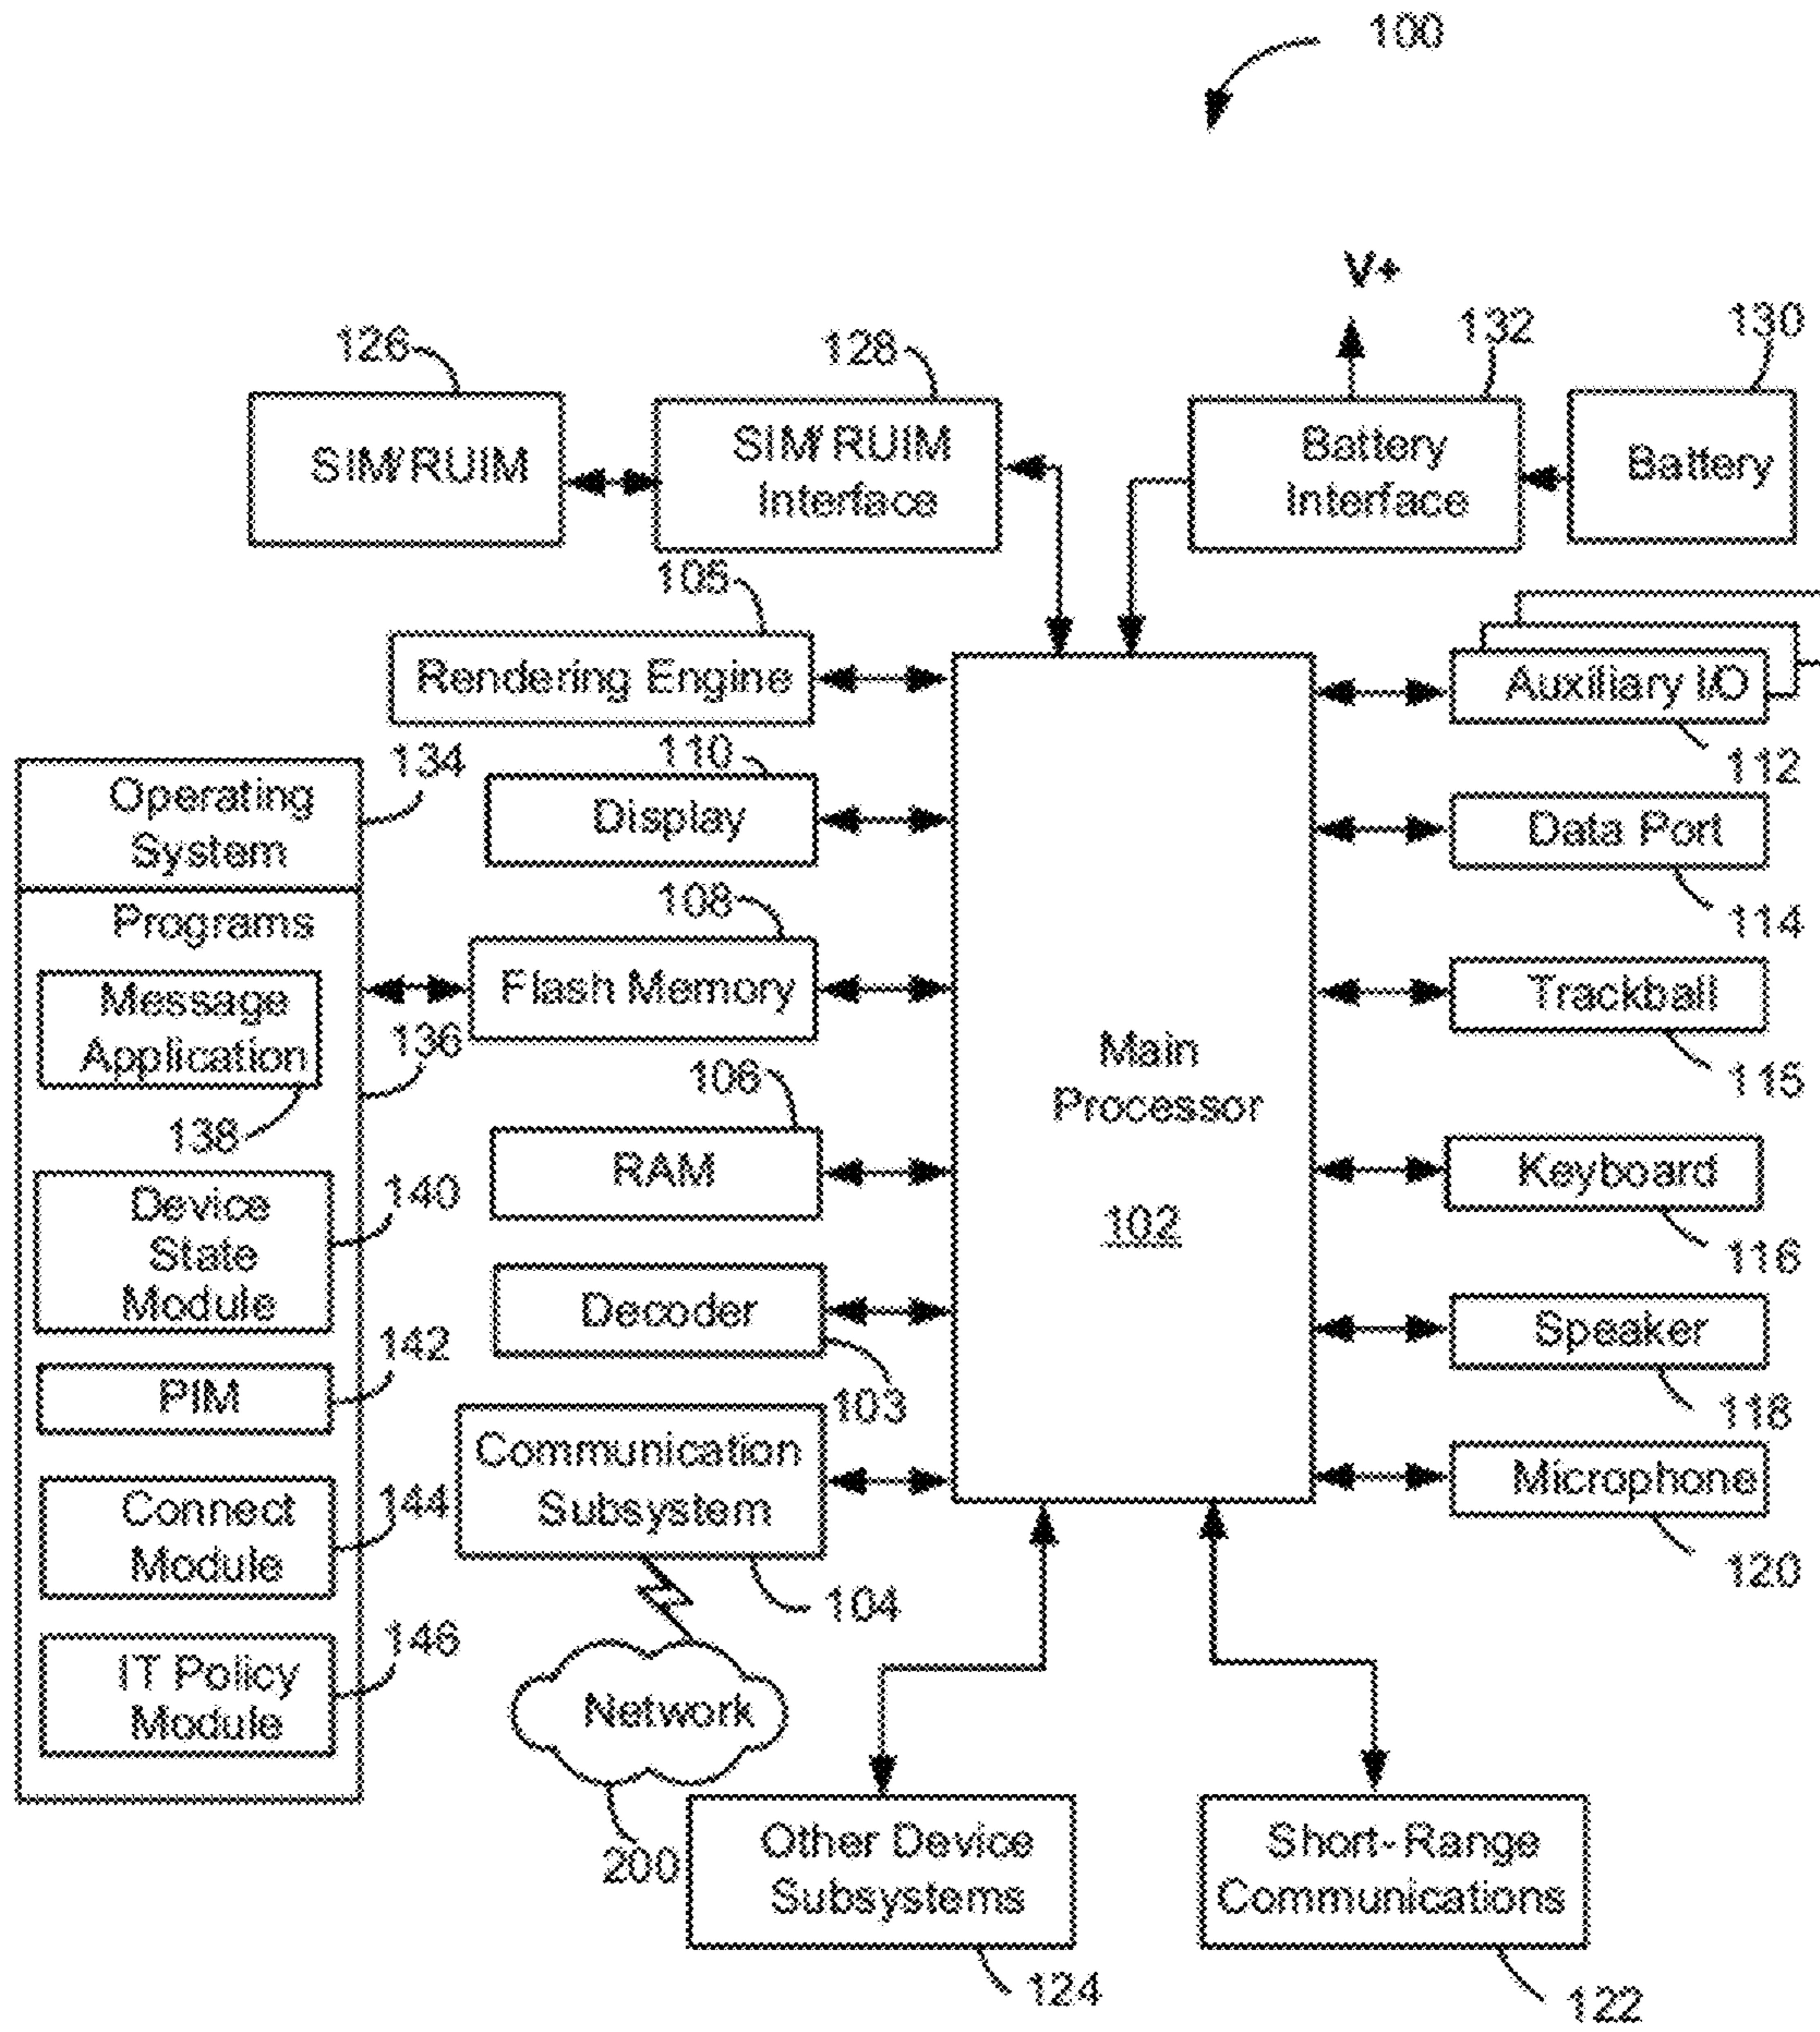 100
V+
126
128
132
130
SIM/RUIM
SIM/RUIM
Interface
Battery
Interface
Battery
105
Rendering Engine
Auxiliary I/O
112
134
Operating
System
110
Display
Data Port
114
Programs
108
Flash Memory
Trackball
115
Message
Application
138
136
Main
Processor
102
106
RAM
Keyboard
116
Device
State
Module
140
Decoder
103
Speaker
118
PIM
142
Communication
Subsystem
104
Microphone
120
Connect
Module
144
IT Policy
Module
146
Network
200
Other Device
Subsystems
124
Short-Range
Communications
122